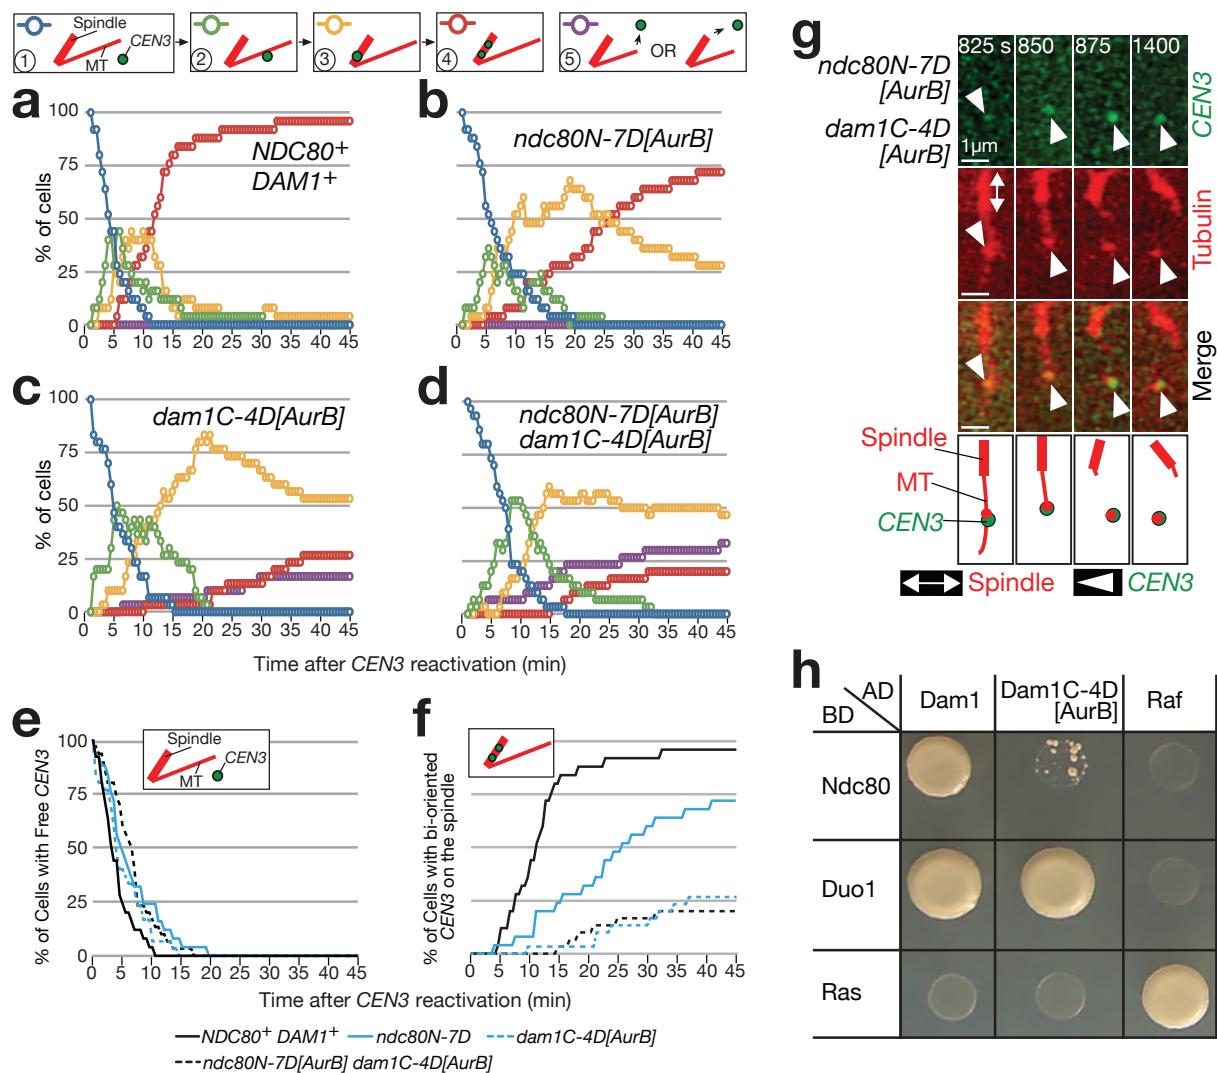 Spindle
CEN3
MT
1
2
3
4
5
OR
a
100
75
50
25
0
% of cells
NDC80+
DAM1+
0 5 10 15 20 25 30 35 40 45
b
ndc80N-7D[AurB]
0 5 10 15 20 25 30 35 40 45
c
100
75
50
25
0
% of cells
dam1C-4D[AurB]
0 5 10 15 20 25 30 35 40 45
d
ndc80N-7D[AurB]
dam1C-4D[AurB]
0 5 10 15 20 25 30 35 40 45
Time after CEN3 reactivation (min)
e
100
75
50
25
0
% of Cells with Free CEN3
Spindle
CEN3
MT
0 5 10 15 20 25 30 35 40 45
f
% of Cells with bi-oriented
CEN3 on the spindle
0 5 10 15 20 25 30 35 40 45
Time after CEN3 reactivation (min)
NDC80+ DAM1+ ndc80N-7D dam1C-4D[AurB]
ndc80N-7D[AurB] dam1C-4D[AurB]
g
ndc80N-7D
[AurB]
dam1C-4D
[AurB]
825 s 850 875 1400
1µm
CEN3
Tubulin
Merge
Spindle
MT
CEN3
Spindle CEN3
h
AD
BD
Dam1
Dam1C-4D
[AurB]
Raf
Ndc80
Duo1
Ras